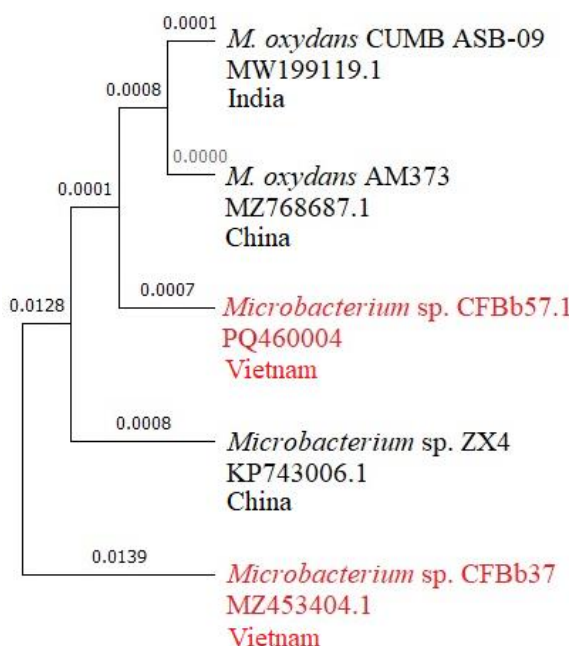 0.0001
M. oxydans CUMB ASB-09
MW199119.1
India
0.0008
0.0000
M. oxydans AM373
MZ768687.1
China
0.0001
0.0007
Microbacterium sp. CFBb57.1
PQ460004
Vietnam
0.0128
0.0008
Microbacterium sp. ZX4
KP743006.1
China
0.0139
Microbacterium sp. CFBb37
MZ453404.1
Vietnam